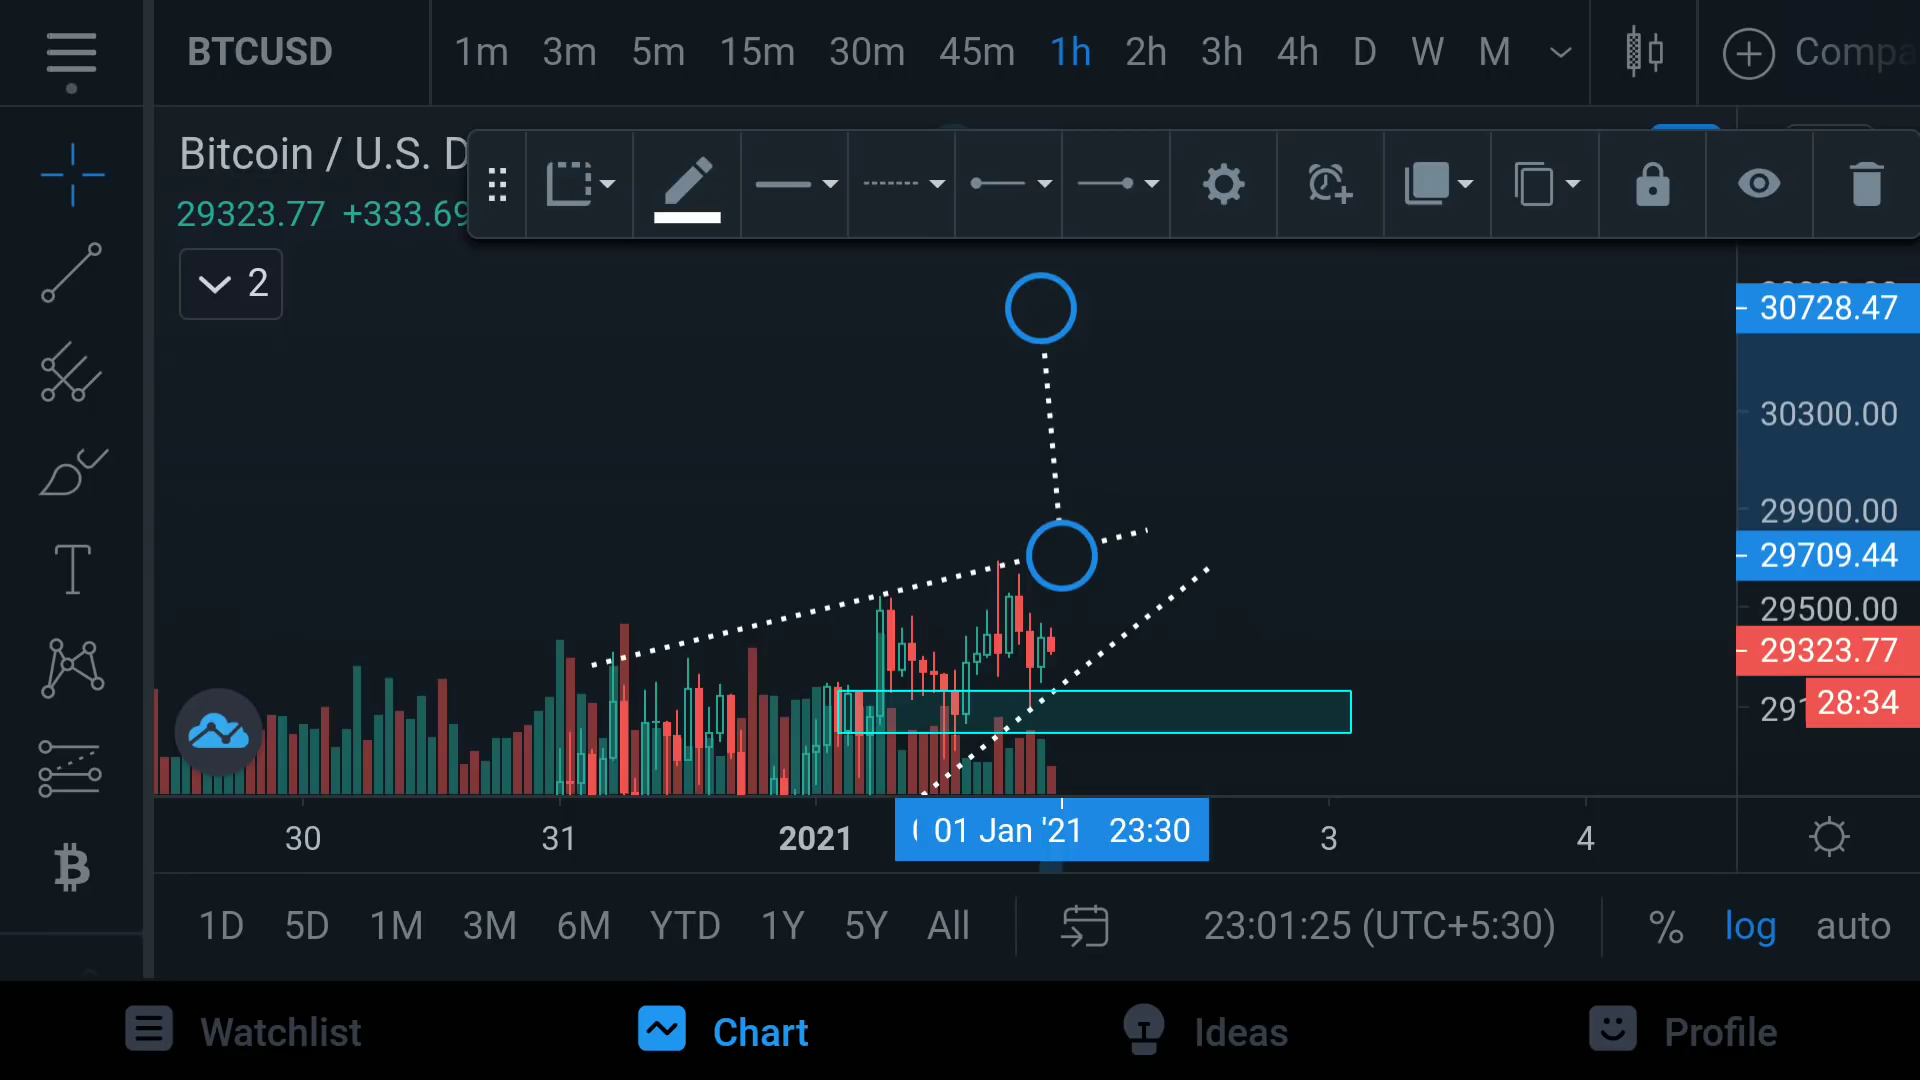 BTCUSD 1m 3m 5m 15m 30m 45m 1h 2h 3h 4h D W M
Bitcoin / U.S. D
29323.77 +333.69
2
30728.47
30300.00
29900.00
29709.44
29500.00
29323.77
291 28:34
30 31 2021 01 Jan '21 23:30 3 4
1D 5D 1M 3M 6M YTD 1Y 5Y All 23:01:25 (UTC+5:30) % log auto
Watchlist Chart Ideas Profile